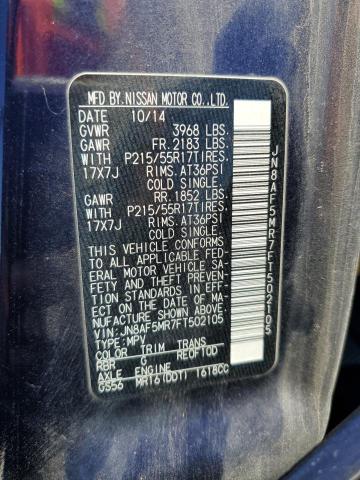 MFD.BY.NISSAN MOTOR CO.,LTD.
DATE 10/14
GVWR 3968 LBS.
GAWR FR.2183 LBS.
WITH P215/55R17TIRES.
17X7J RIMS.AT36PSI
COLD SINGLE.
GAWR RR.1852 LBS.
WITH P215/55R17TIRES.
17X7J RIMS.AT36PSI
COLD SINGLE.
THIS VEHICLE CONFORMS
TO ALL APPLICABLE FED-
ERAL MOTOR VEHICLE SA-
FETY AND THEFT PREVEN-
TION STANDARDS IN EFF-
ECT ON THE DATE OF MA-
NUFACTURE SHOWN ABOVE.
VIN:JN8AF5MR7FT502105
TYPE:MPV
COLOR TRIM TRANS
RBR G RE0F10D
AXLE ENGINE
GS56 MR16(DDT) 1618CC
JN8AF5MR7FT502105